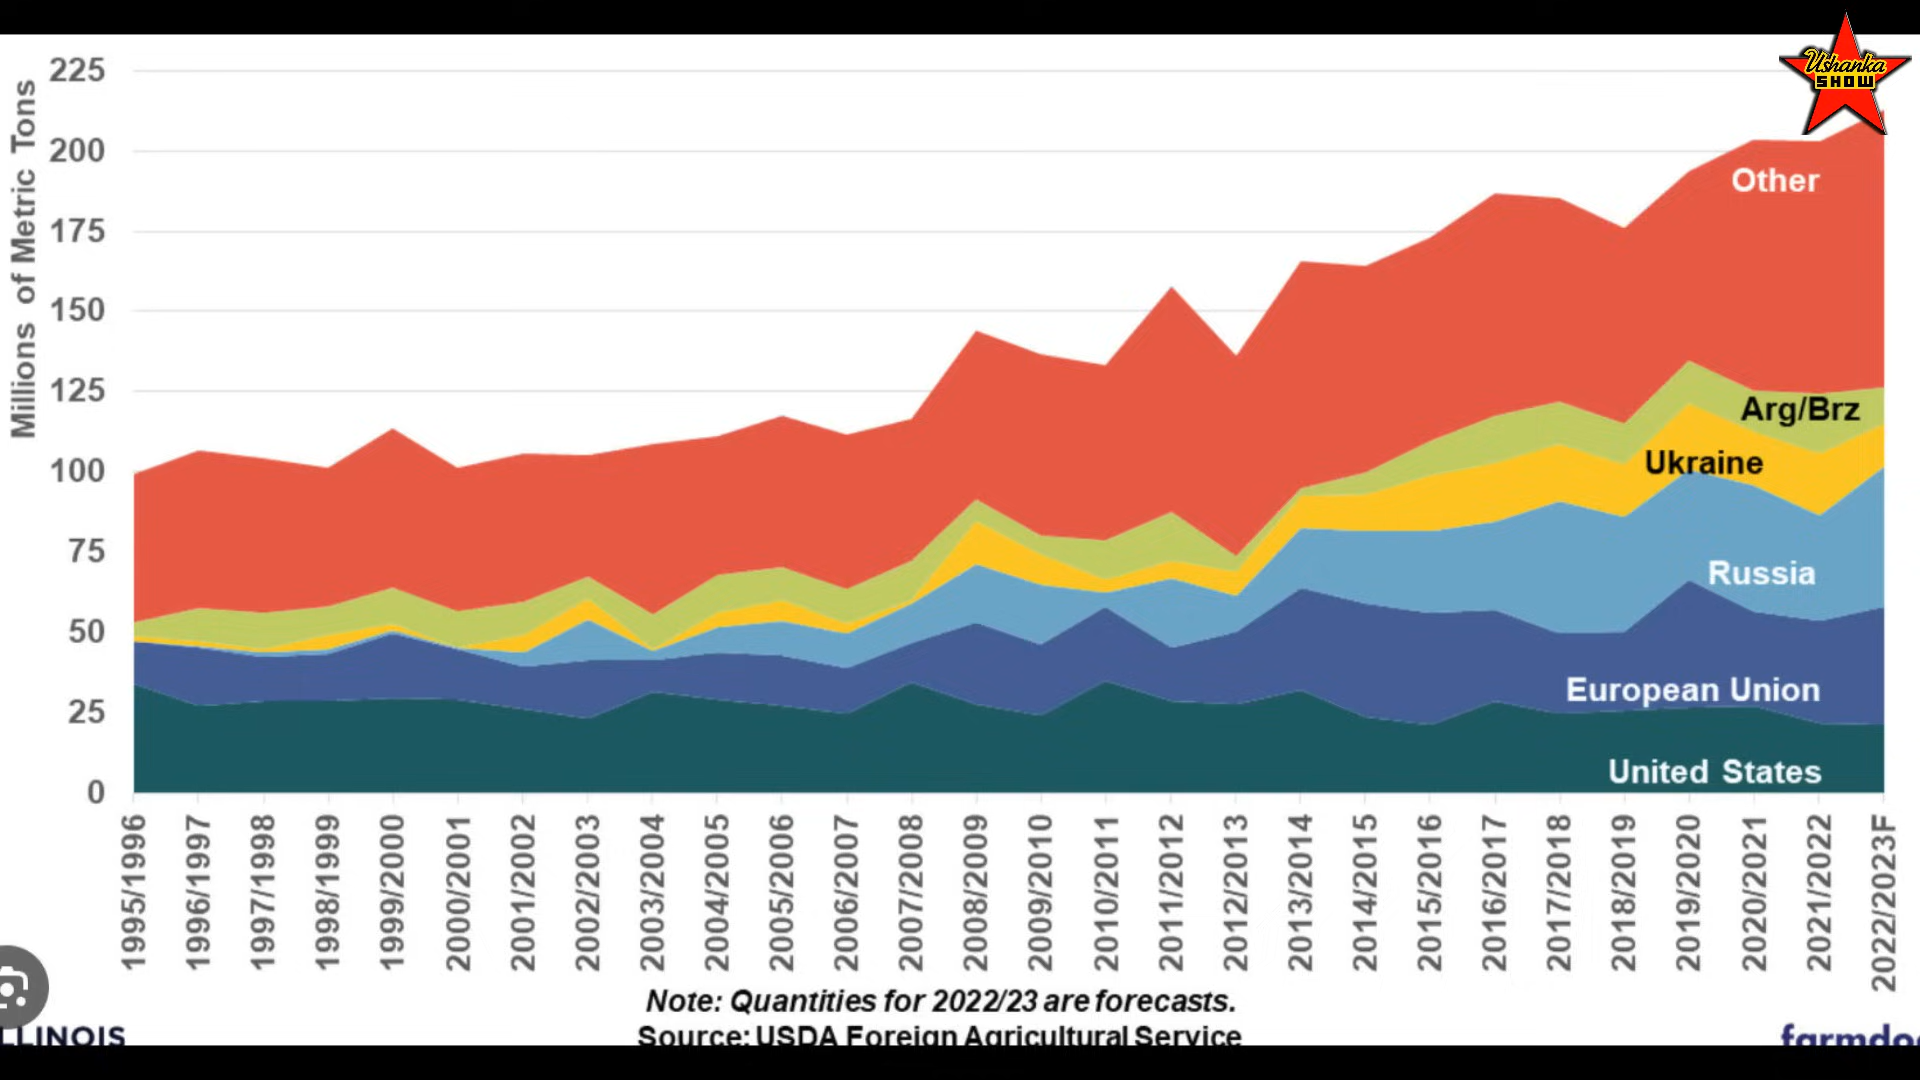 Ushanka
SHOW
Millions of Metric Tons
225
200
175
150
125
100
75
50
25
0
Other
Arg/Brz
Ukraine
Russia
European Union
United States
1995/1996
1996/1997
1997/1998
1998/1999
1999/2000
2000/2001
2001/2002
2002/2003
2003/2004
2004/2005
2005/2006
2006/2007
2007/2008
2008/2009
2009/2010
2010/2011
2011/2012
2012/2013
2013/2014
2014/2015
2015/2016
2016/2017
2017/2018
2018/2019
2019/2020
2020/2021
2021/2022
2022/2023F
Note: Quantities for 2022/23 are forecasts.
Source: USDA Foreign Agricultural Service
LLINOIS
farmdo